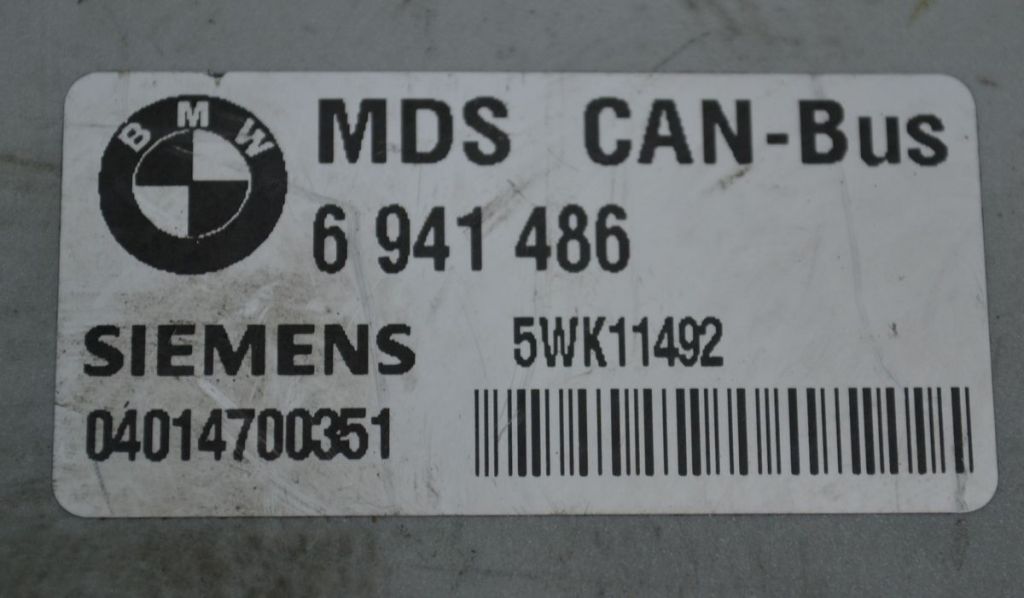 BMW
MDS CAN-Bus
6 941 486
SIEMENS 5WK11492
04014700351